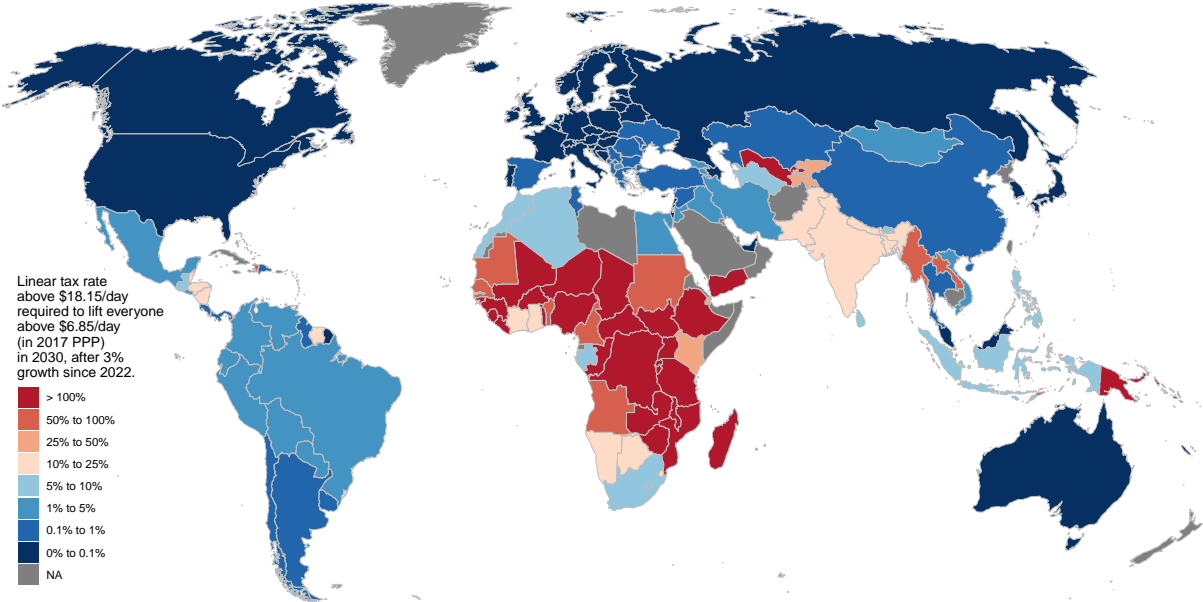 Linear tax rate
above $18.15/day
required to lift everyone
above $6.85/day
(in 2017 PPP)
in 2030, after 3%
growth since 2022.
> 100%
50% to 100%
25% to 50%
10% to 25%
5% to 10%
1% to 5%
0.1% to 1%
0% to 0.1%
NA